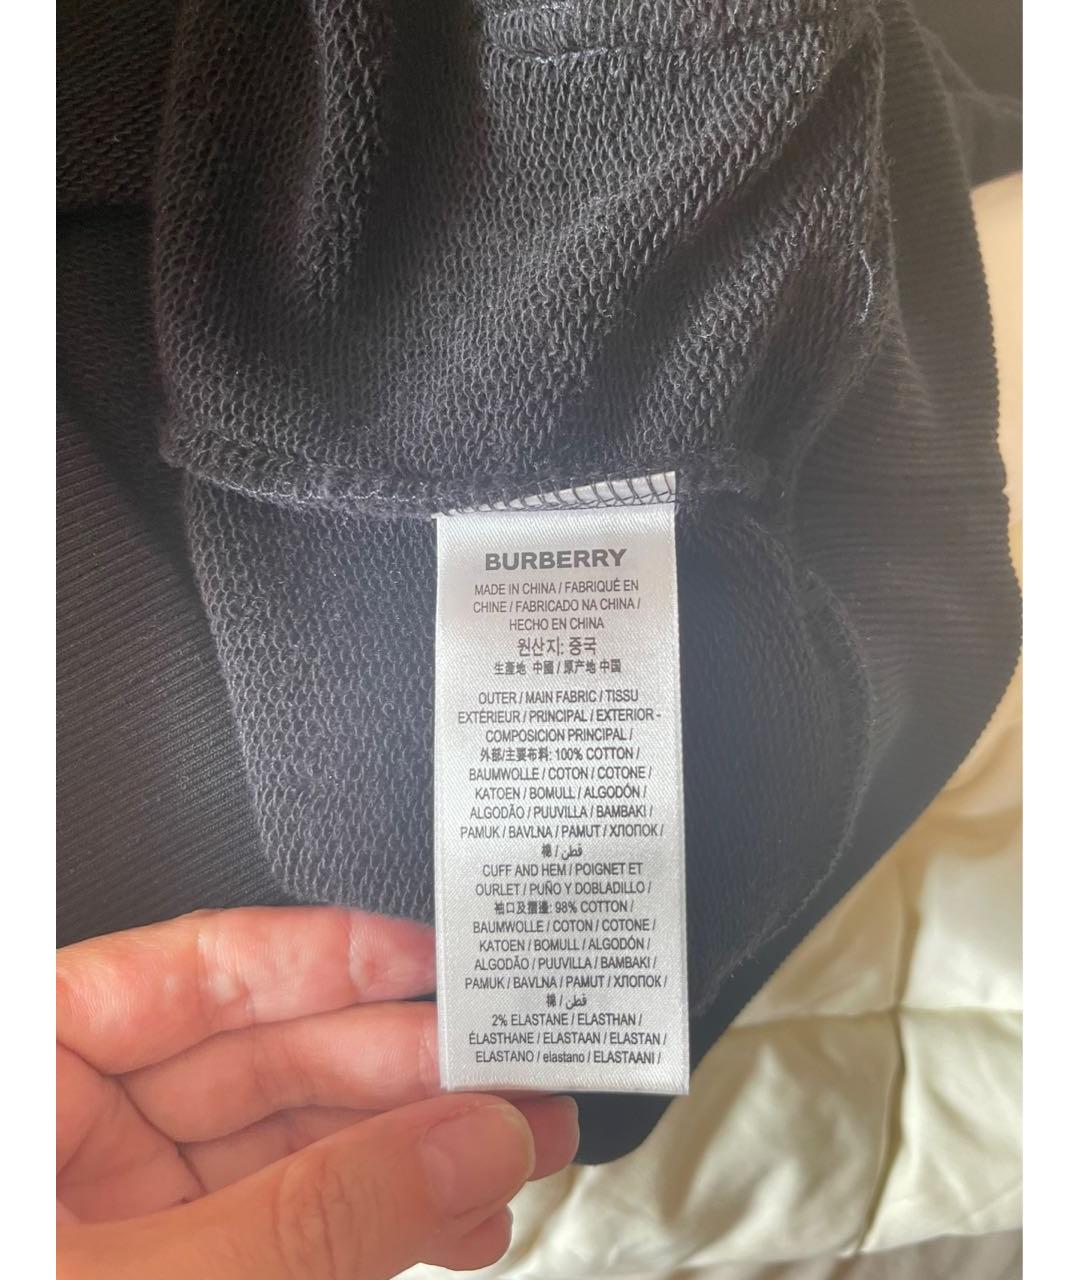 BURBERRY
MADE IN CHINA / FABRIQUÉ EN
CHINE / FABRICADO NA CHINA /
HECHO EN CHINA
원산지: 중국
生產地 中國 / 原产地 中国
OUTER / MAIN FABRIC / TISSU
EXTÉRIEUR / PRINCIPAL / EXTERIOR -
COMPOSICION PRINCIPAL /
外部/主要布料: 100% COTTON /
BAUMWOLLE / COTON / COTONE /
KATOEN / BOMULL / ALGODÓN /
ALGODÃO / PUUVILLA / BAMBAKI /
PAMUK / BAVLNA / PAMUT / ХЛОПОК /
棉 / قطن
CUFF AND HEM / POIGNET ET
OURLET / PUÑO Y DOBLADILLO /
袖口及摺邊: 98% COTTON /
BAUMWOLLE / COTON / COTONE /
KATOEN / BOMULL / ALGODÓN /
ALGODÃO / PUUVILLA / BAMBAKI /
PAMUK / BAVLNA / PAMUT / ХЛОПОК /
棉 / قطن
2% ELASTANE / ELASTHAN /
ÉLASTHANE / ELASTAAN / ELASTAN /
ELASTANO / elastano / ELASTAANI /